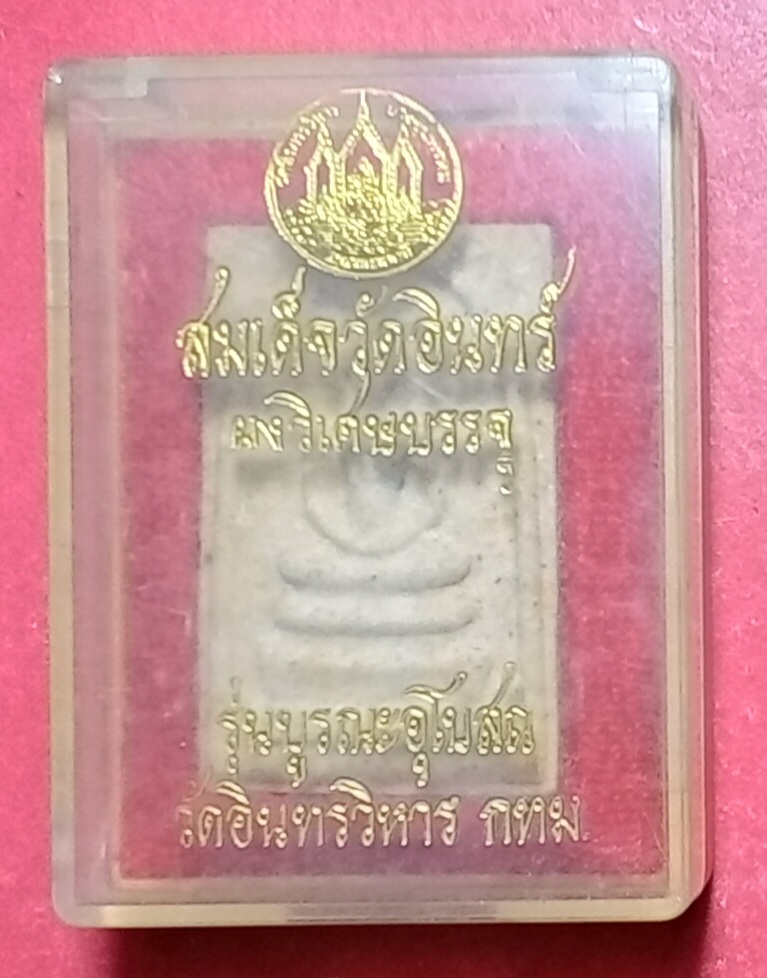 สมเด็จวัดอินทร์
ผงวิเศษบรรจุ
รุ่นบูรณะอุโบสถ
วัดอินทรวิหาร กทม.